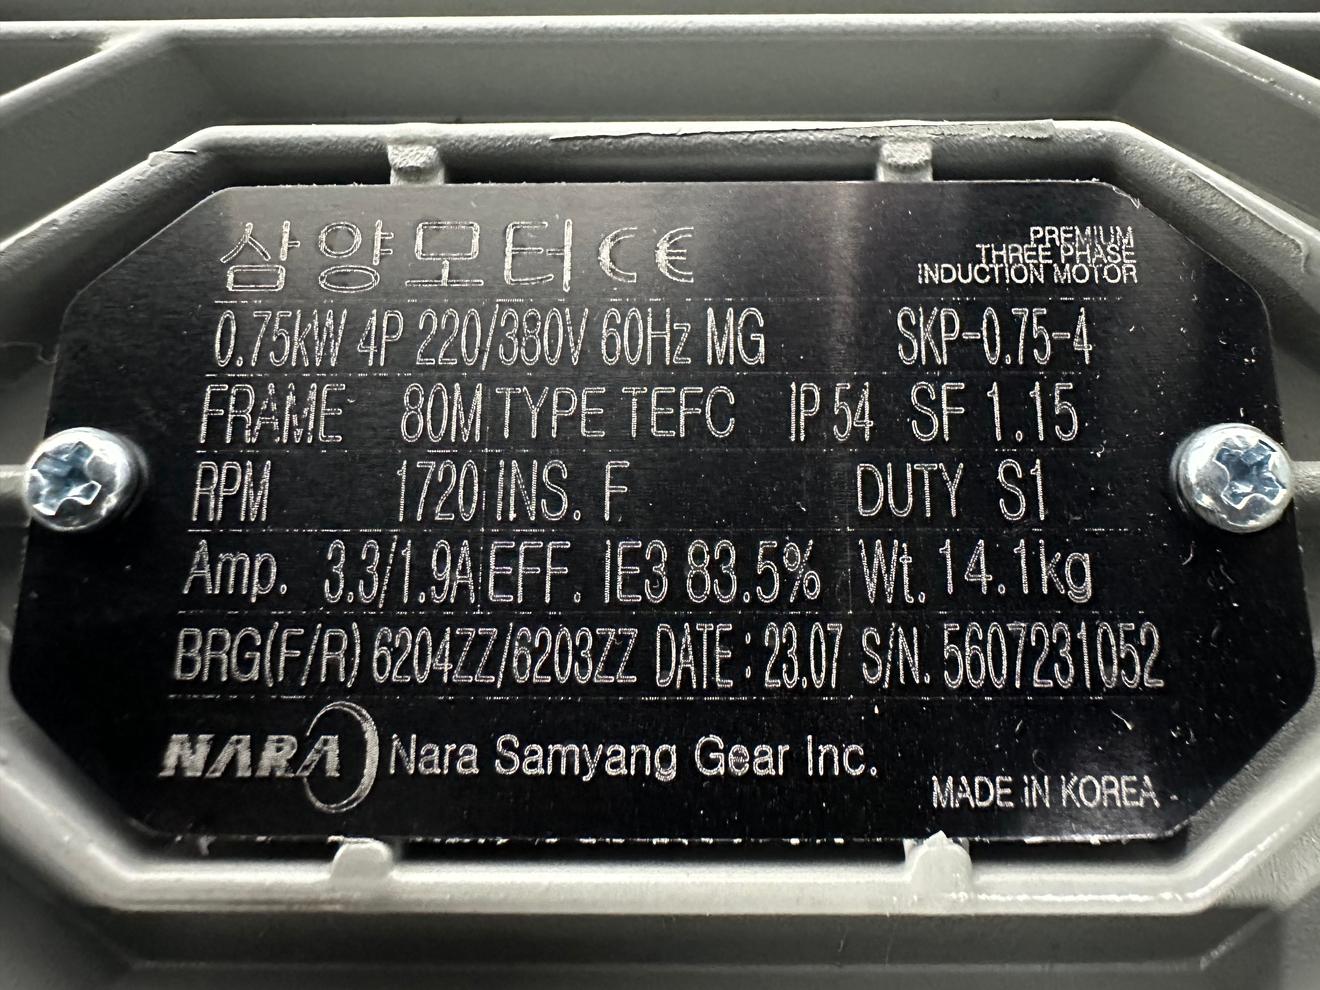 삼양모터 CE
PREMIUM
THREE PHASE
INDUCTION MOTOR
0.75kW 4P 220/380V 60Hz MG SKP-0.75-4
FRAME 80M TYPE TEFC IP 54 SF 1.15
RPM 1720 INS. F DUTY S1
Amp. 3.3/1.9A EFF. IE3 83.5% Wt. 14.1kg
BRG(F/R) 6204ZZ/6203ZZ DATE : 23.07 S/N. 5607231052
NARA Nara Samyang Gear Inc.
MADE IN KOREA